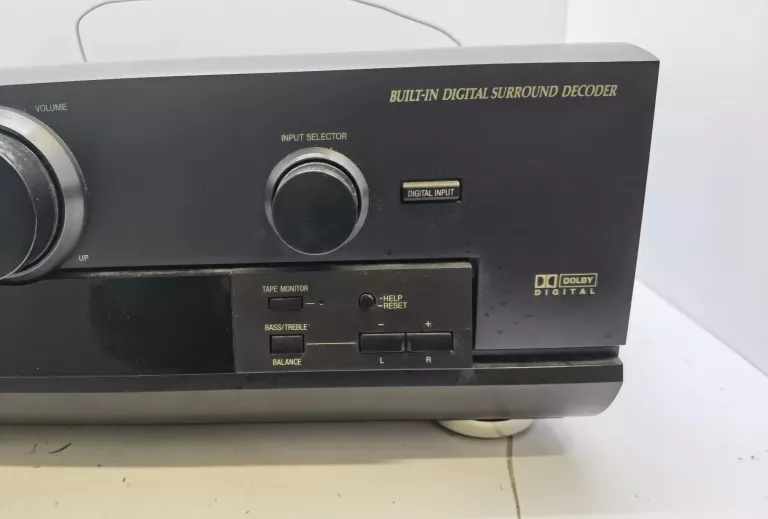 BUILT-IN DIGITAL SURROUND DECODER
VOLUME
INPUT SELECTOR
DIGITAL INPUT
UP
DOLBY
DIGITAL
TAPE MONITOR
-HELP
-RESET
BASS/TREBLE
- +
BALANCE
L R